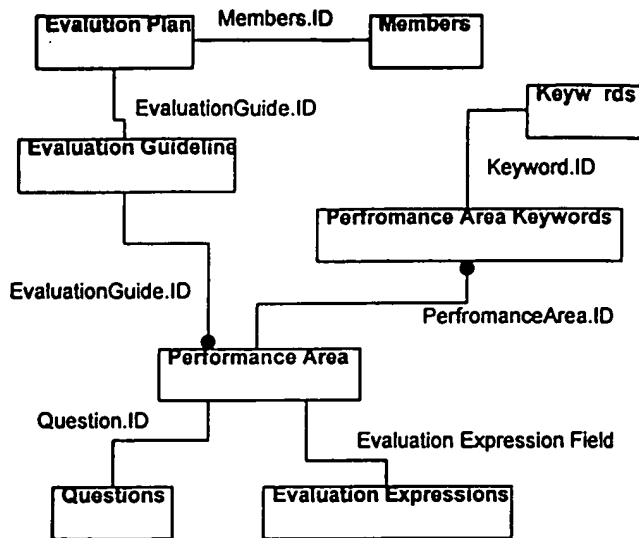 Evalution Plan
Members.ID
Members
EvaluationGuide.ID
Keyw rds
Evaluation Guideline
Keyword.ID
Perfromance Area Keywords
EvaluationGuide.ID
PerfromanceArea.ID
Performance Area
Question.ID
Evaluation Expression Field
Questions
Evaluation Expressions